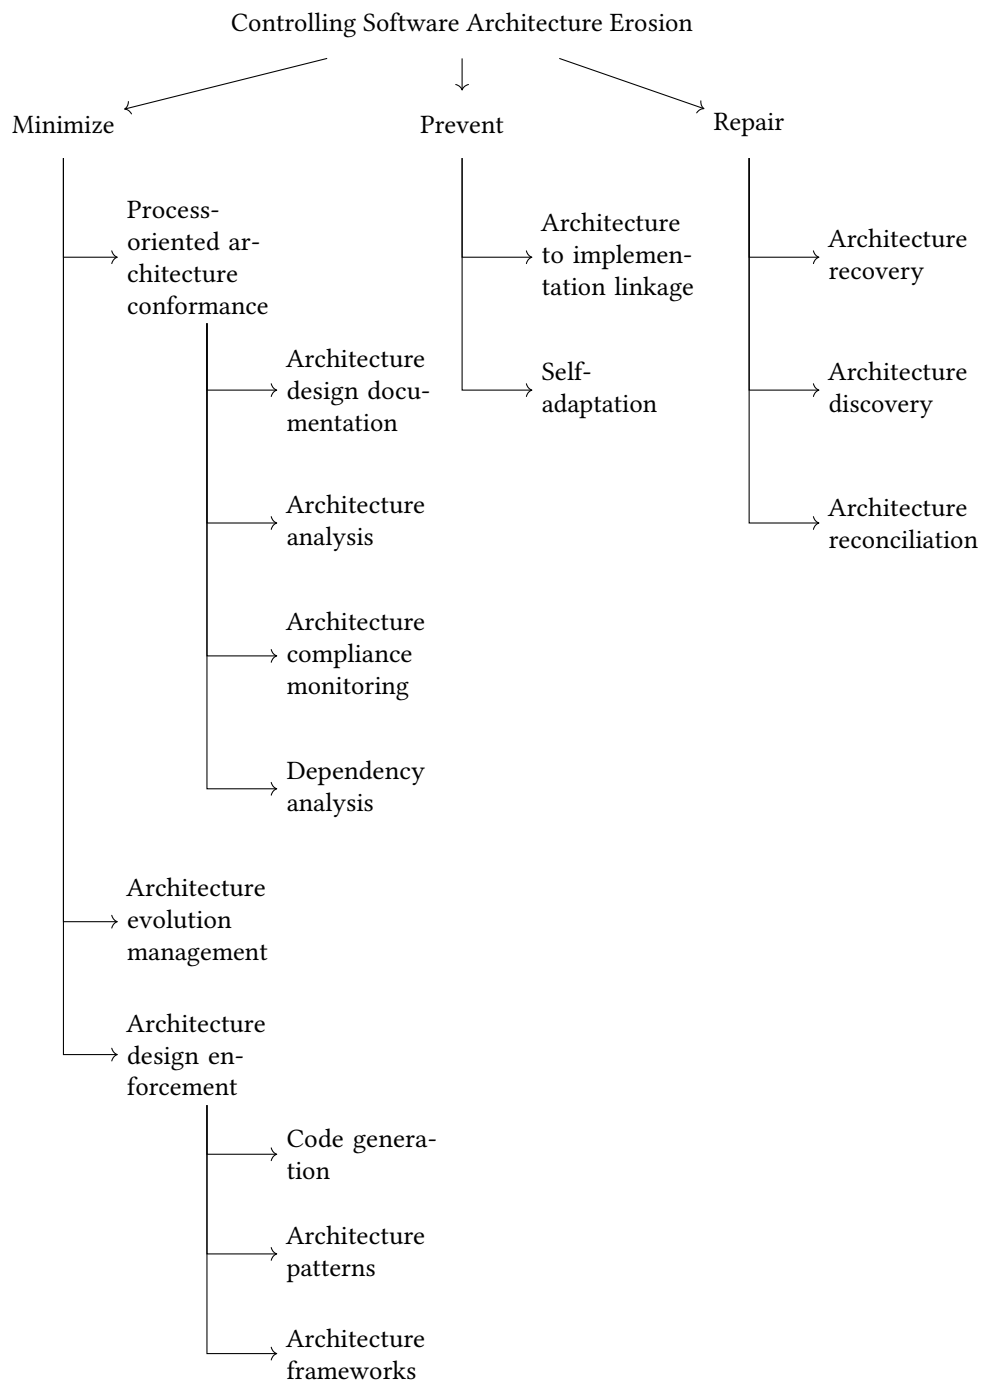 Controlling Software Architecture Erosion
Minimize
Prevent
Repair
Process-
oriented ar-
chitecture
conformance
Architecture
design docu-
mentation
Architecture
analysis
Architecture
compliance
monitoring
Dependency
analysis
Architecture
evolution
management
Architecture
design en-
forcement
Code genera-
tion
Architecture
patterns
Architecture
frameworks
Architecture
to implemen-
tation linkage
Self-
adaptation
Architecture
recovery
Architecture
discovery
Architecture
reconciliation